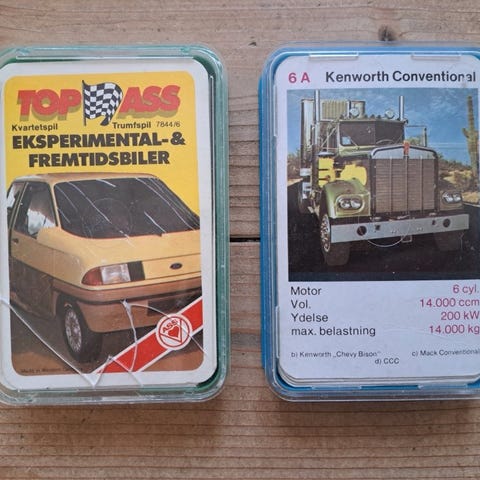 TOP ASS
Kvartetspil Trumfspil 7844/6
EKSPERIMENTAL-&
FREMTIDSBILER
ASS
6 A Kenworth Conventional
Motor 6 cyl.
Vol. 14.000 ccm
Ydelse 200 kW
max. belastning 14.000 kg
b) Kenworth „Chevy Bison" c) Mack Conventional
d) CCC